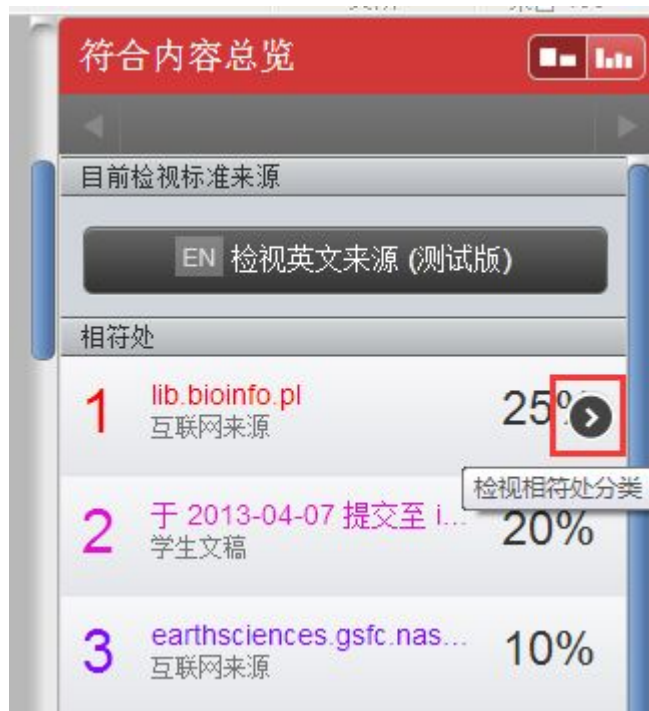 符合内容总览
目前检视标准来源
EN 检视英文来源 (测试版)
相符处
1 lib.bioinfo.pl 25%
互联网来源
检视相符处分类
2 于 2013-04-07 提交至 i... 20%
学生文稿
3 earthsciences.gsfc.nas... 10%
互联网来源